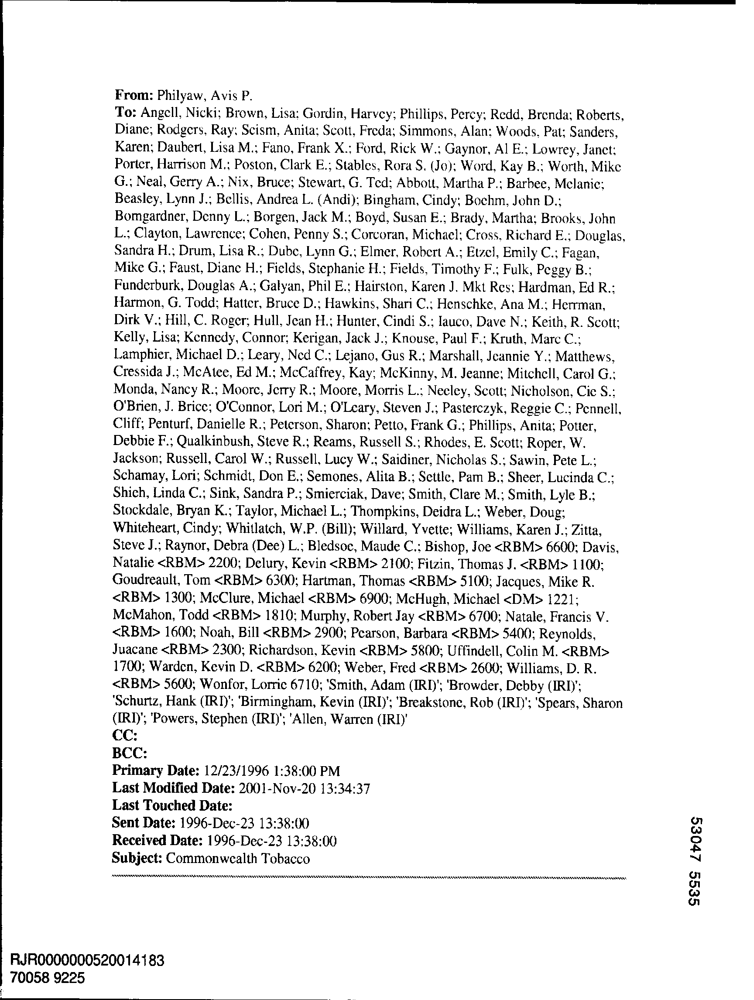 From: Philyaw, Avis P.
To: Angell, Nicki; Brown, Lisa; Gordin, Harvey; Phillips, Percy; Redd, Brenda; Roberts,
Diane; Rodgers, Ray; Scism, Anita; Scott, Freda; Simmons, Alan; Woods, Pat; Sanders,
Karen; Daubert, Lisa M.; Fano, Frank X.; Ford, Rick W.; Gaynor, Al E.; Lowrey, Janet;
Porter, Harrison M.; Poston, Clark E.; Stables, Rora S. (Jo); Word, Kay B.; Worth, Mike
G.; Neal, Gerry A.; Nix, Bruce; Stewart, G. Ted; Abbott, Martha P.; Barbee, Melanie;
Beasley, Lynn J.; Bellis, Andrea L. (Andi); Bingham, Cindy; Boehm, John D.;
Bomgardner, Denny L.; Borgen, Jack M.; Boyd, Susan E.; Brady, Martha; Brooks, John
L.; Clayton, Lawrence; Cohen, Penny S.; Corcoran, Michael; Cross, Richard E.; Douglas,
Sandra H.; Drum, Lisa R.; Dube, Lynn G.; Elmer, Robert A.; Etzel, Emily C.; Fagan,
Mike G.; Faust, Diane H.; Fields, Stephanie H.; Fields, Timothy F.; Fulk, Peggy B.;
Funderburk, Douglas A.; Galyan, Phil E.; Hairston, Karen J. Mkt Res; Hardman, Ed R.;
Harmon, G. Todd; Hatter, Bruce D.; Hawkins, Shari C.; Henschke, Ana M.; Herrman,
Dirk V.; Hill, C. Roger; Hull, Jean H.; Hunter, Cindi S.; Iauco, Dave N.; Keith, R. Scott;
Kelly, Lisa; Kennedy, Connor; Kerigan, Jack J.; Knouse, Paul F.; Kruth, Marc C.;
Lamphier, Michael D.; Leary, Ned C.; Lejano, Gus R.; Marshall, Jeannie Y.; Matthews,
Cressida J.; McAtee, Ed M.; McCaffrey, Kay; McKinny, M. Jeanne; Mitchell, Carol G.;
Monda, Nancy R.; Moore, Jerry R.; Moore, Morris L.; Neeley, Scott; Nicholson, Cie S.;
O'Brien, J. Brice; O'Connor, Lori M.; O'Leary, Steven J.; Pasterczyk, Reggie C.; Pennell,
Cliff; Penturf, Danielle R.; Peterson, Sharon; Petto, Frank G.; Phillips, Anita; Potter,
Debbie F.; Qualkinbush, Steve R.; Reams, Russell S.; Rhodes, E. Scott; Roper, W.
Jackson; Russell, Carol W.; Russell, Lucy W.; Saidiner, Nicholas S.; Sawin, Pete L.;
Schamay, Lori; Schmidt, Don E.; Semones, Alita B.; Settle, Pam B.; Sheer, Lucinda C.;
Shich, Linda C.; Sink, Sandra P.; Smierciak, Dave; Smith, Clare M.; Smith, Lyle B.;
Stockdale, Bryan K.; Taylor, Michael L.; Thompkins, Deidra L.; Weber, Doug;
Whiteheart, Cindy; Whitlatch, W.P. (Bill); Willard, Yvette; Williams, Karen J.; Zitta,
Steve J.; Raynor, Debra (Dee) L.; Bledsoe, Maude C.; Bishop, Joe <RBM> 6600; Davis,
Natalie <RBM> 2200; Delury, Kevin <RBM> 2100; Fitzin, Thomas J. <RBM> 1100;
Goudreault, Tom <RBM> 6300; Hartman, Thomas <RBM> 5100; Jacques, Mike R.
<RBM> 1300; McClure, Michael <RBM> 6900; McHugh, Michael <DM> 1221;
McMahon, Todd <RBM> 1810; Murphy, Robert Jay <RBM> 6700; Natale, Francis V.
<RBM> 1600; Noah, Bill <RBM> 2900; Pearson, Barbara <RBM> 5400; Reynolds,
Juacane <RBM> 2300; Richardson, Kevin <RBM> 5800; Uffindell, Colin M. <RBM>
1700; Warden, Kevin D. <RBM> 6200; Weber, Fred <RBM> 2600; Williams, D. R.
<RBM> 5600; Wonfor, Lorrie 6710; 'Smith, Adam (IRI)'; 'Browder, Debby (IRI)';
'Schurtz, Hank (IRI)'; 'Birmingham, Kevin (IRI)'; 'Breakstone, Rob (IRI)'; 'Spears, Sharon
(IRI)'; 'Powers, Stephen (IRI)'; 'Allen, Warren (IRI)'
CC:
BCC:
Primary Date: 12/23/1996 1:38:00 PM
Last Modified Date: 2001-Nov-20 13:34:37
Last Touched Date:
Sent Date: 1996-Dec-23 13:38:00
Received Date: 1996-Dec-23 13:38:00
Subject: Commonwealth Tobacco
53047 5535
RJR0000000520014183
70058 9225